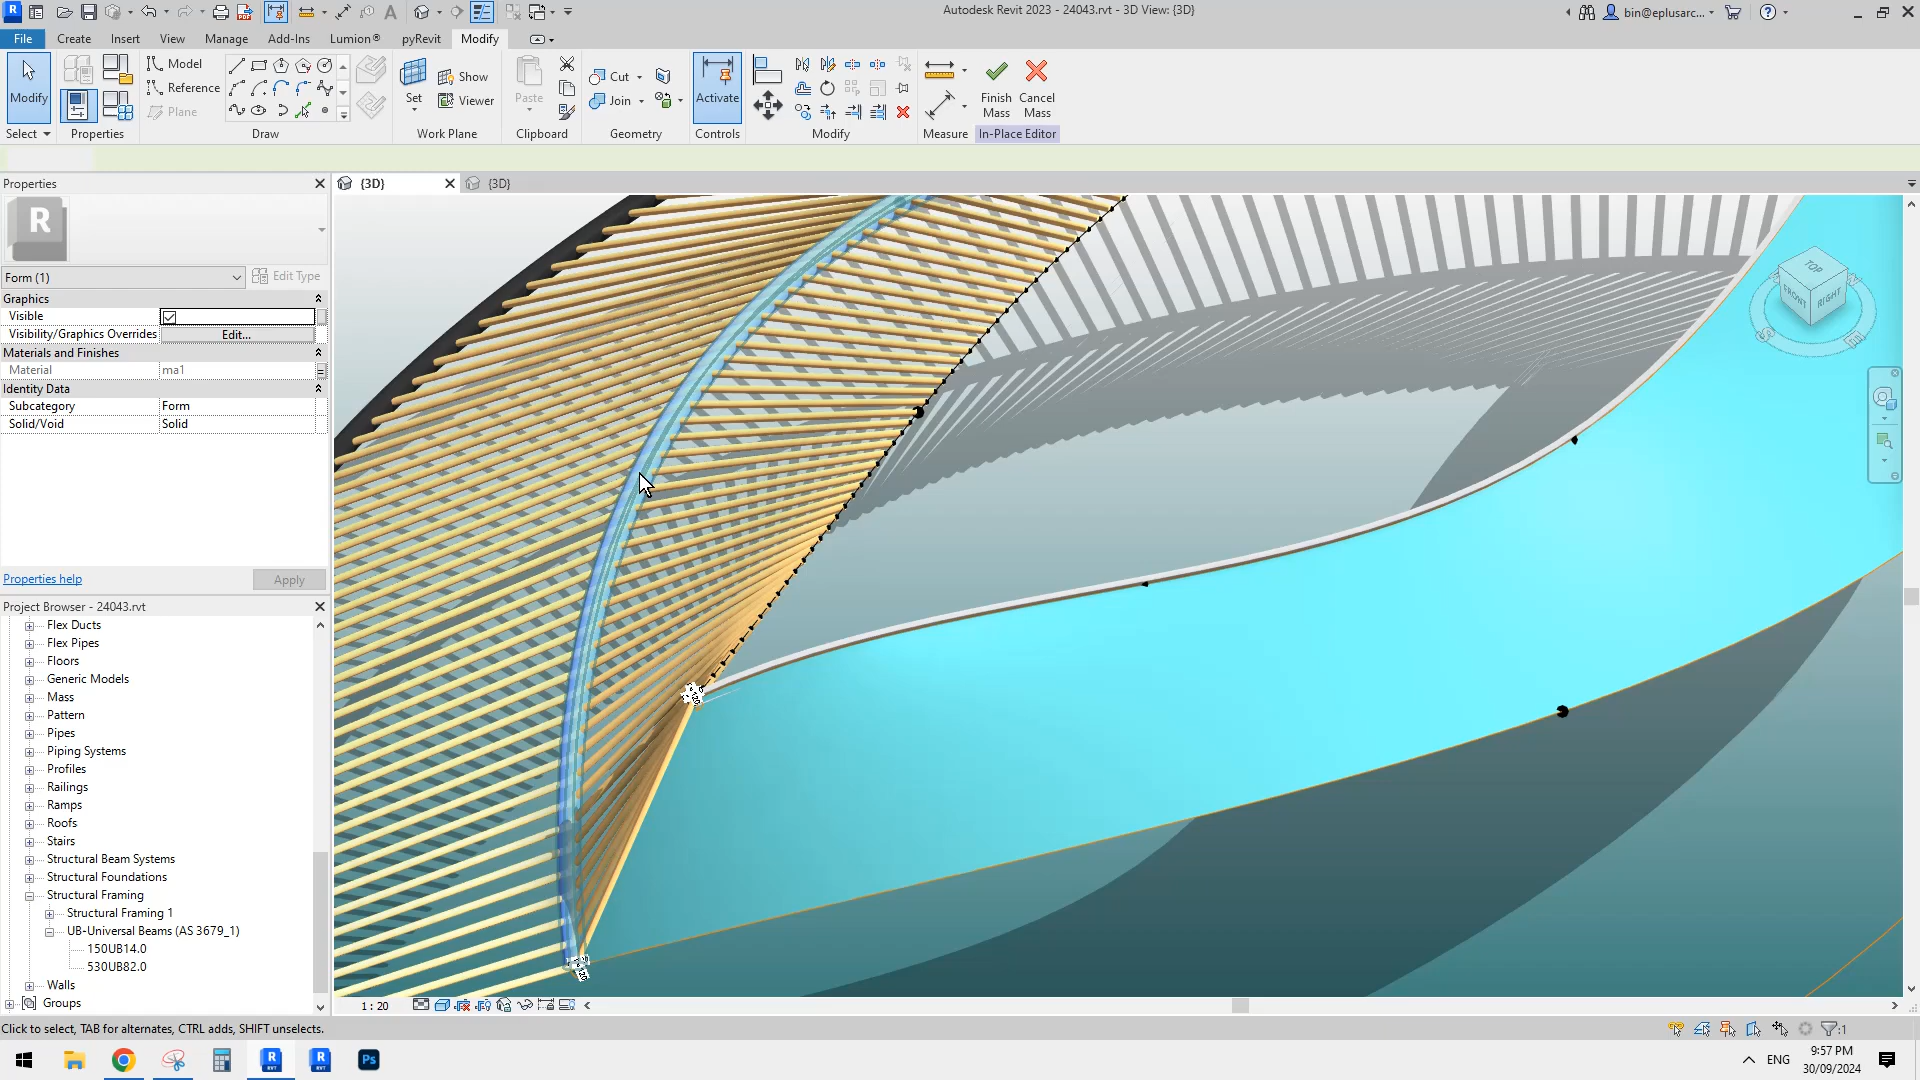 Autodesk Revit 2023 - 24043.rvt - 3D View: {3D}
bin@eplusarc...
File
Create
Insert
View
Manage
Add-Ins
Lumion®
pyRevit
Modify
Modify
Select
Properties
Model
Reference
Plane
Draw
Set
Show
Viewer
Work Plane
Paste
Clipboard
Cut
Join
Geometry
Activate
Controls
Modify
Measure
Finish
Mass
Cancel
Mass
In-Place Editor
Properties
{3D}
{3D}
R
Form (1)
Edit Type
Graphics
Visible
Visibility/Graphics Overrides
Edit...
Materials and Finishes
Material
ma1
Identity Data
Subcategory
Form
Solid/Void
Solid
Properties help
Apply
Project Browser - 24043.rvt
Flex Ducts
Flex Pipes
Floors
Generic Models
Mass
Pattern
Pipes
Piping Systems
Profiles
Railings
Ramps
Roofs
Stairs
Structural Beam Systems
Structural Foundations
Structural Framing
Structural Framing 1
UB-Universal Beams (AS 3679_1)
150UB14.0
530UB82.0
Walls
Groups
TOP
FRONT
RIGHT
1 : 20
Click to select, TAB for alternates, CTRL adds, SHIFT unselects.
:1
R
RVT
R
RVT
Ps
ENG
9:57 PM
30/09/2024